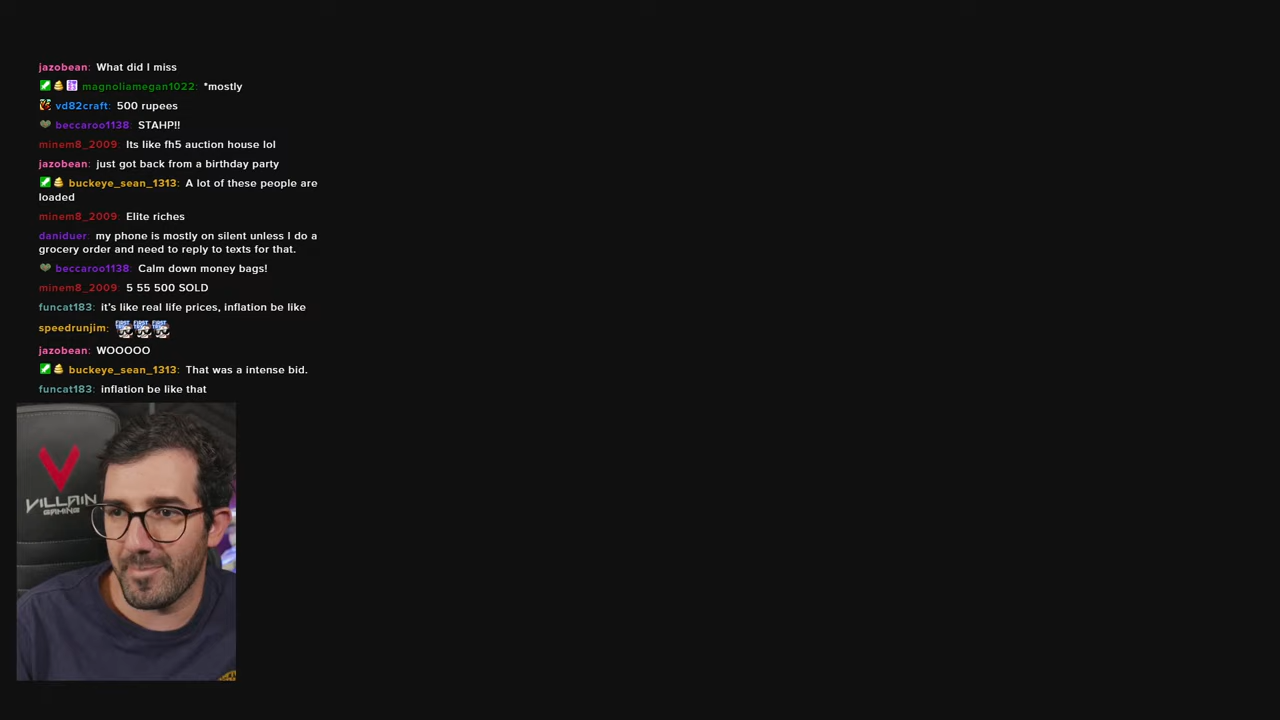 jazobean: What did I miss
magnoliamegan1022: *mostly
vd82craft: 500 rupees
beccaroo1138: STAHP!!
minem8_2009: Its like fh5 auction house lol
jazobean: just got back from a birthday party
buckeye_sean_1313: A lot of these people are
loaded
minem8_2009: Elite riches
daniduer: my phone is mostly on silent unless I do a
grocery order and need to reply to texts for that.
beccaroo1138: Calm down money bags!
minem8_2009: 5 55 500 SOLD
funcat183: it's like real life prices, inflation be like
speedrunjim:
jazobean: WOOOOO
buckeye_sean_1313: That was a intense bid.
funcat183: inflation be like that
VILLAIN
GAMING